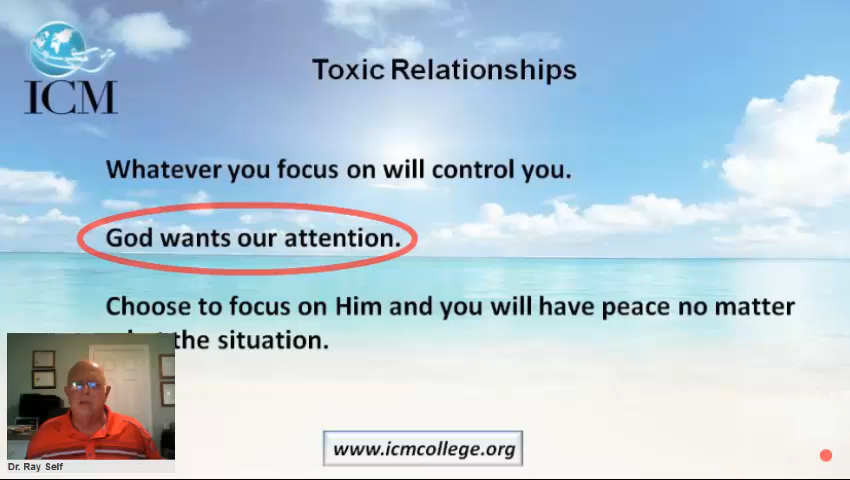 ICM
Toxic Relationships
Whatever you focus on will control you.
God wants our attention.
Choose to focus on Him and you will have peace no matter
the situation.
www.icmcollege.org
Dr. Ray Self